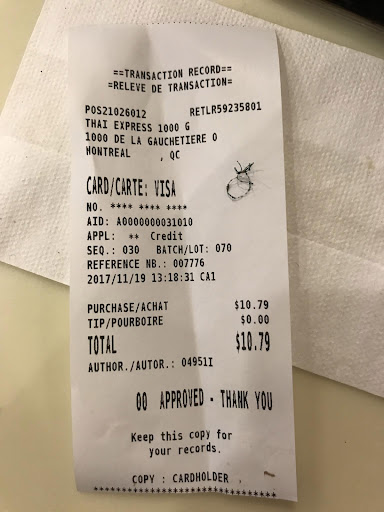 ==TRANSACTION RECORD==
=RELEVE DE TRANSACTION=
POS21026012 RETLR59235801
THAI EXPRESS 1000 G
1000 DE LA GAUCHETIERE O
MONTREAL , QC
CARD/CARTE: VISA
NO. **** **** ****
AID: A0000000031010
APPL: ** Credit
SEQ.: 030 BATCH/LOT: 070
REFERENCE NB.: 007776
2017/11/19 13:18:31 CA1
PURCHASE/ACHAT $10.79
TIP/POURBOIRE $0.00
TOTAL $10.79
AUTHOR./AUTOR.: 04951I
00 APPROVED - THANK YOU
Keep this copy for
your records.
COPY : CARDHOLDER
******************************